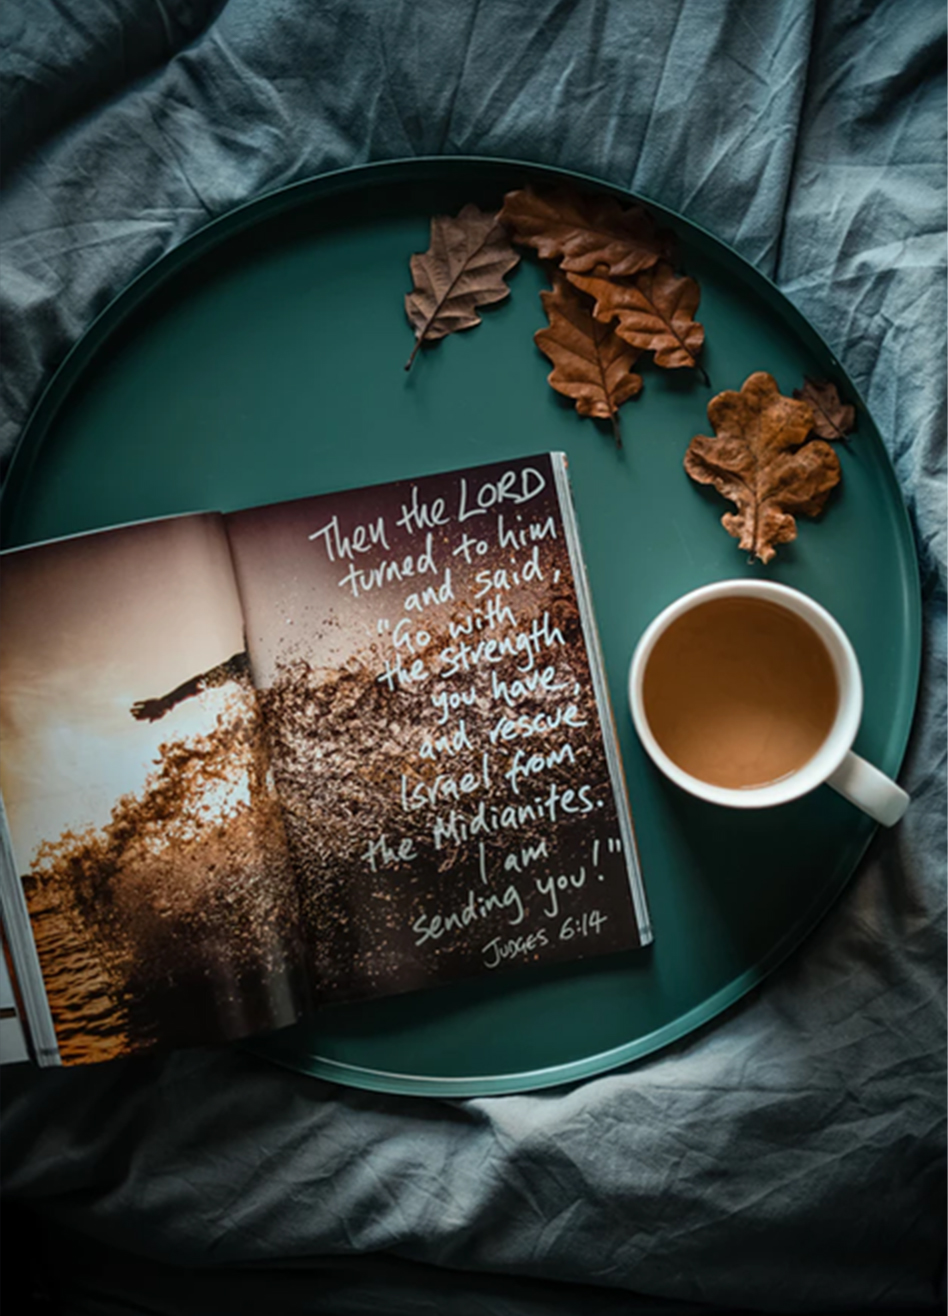 Then the LORD
turned to him
and said,
"Go with
the strength
you have,
and rescue
Israel from
the Midianites.
I am
sending you!"
JUDGES 6:14